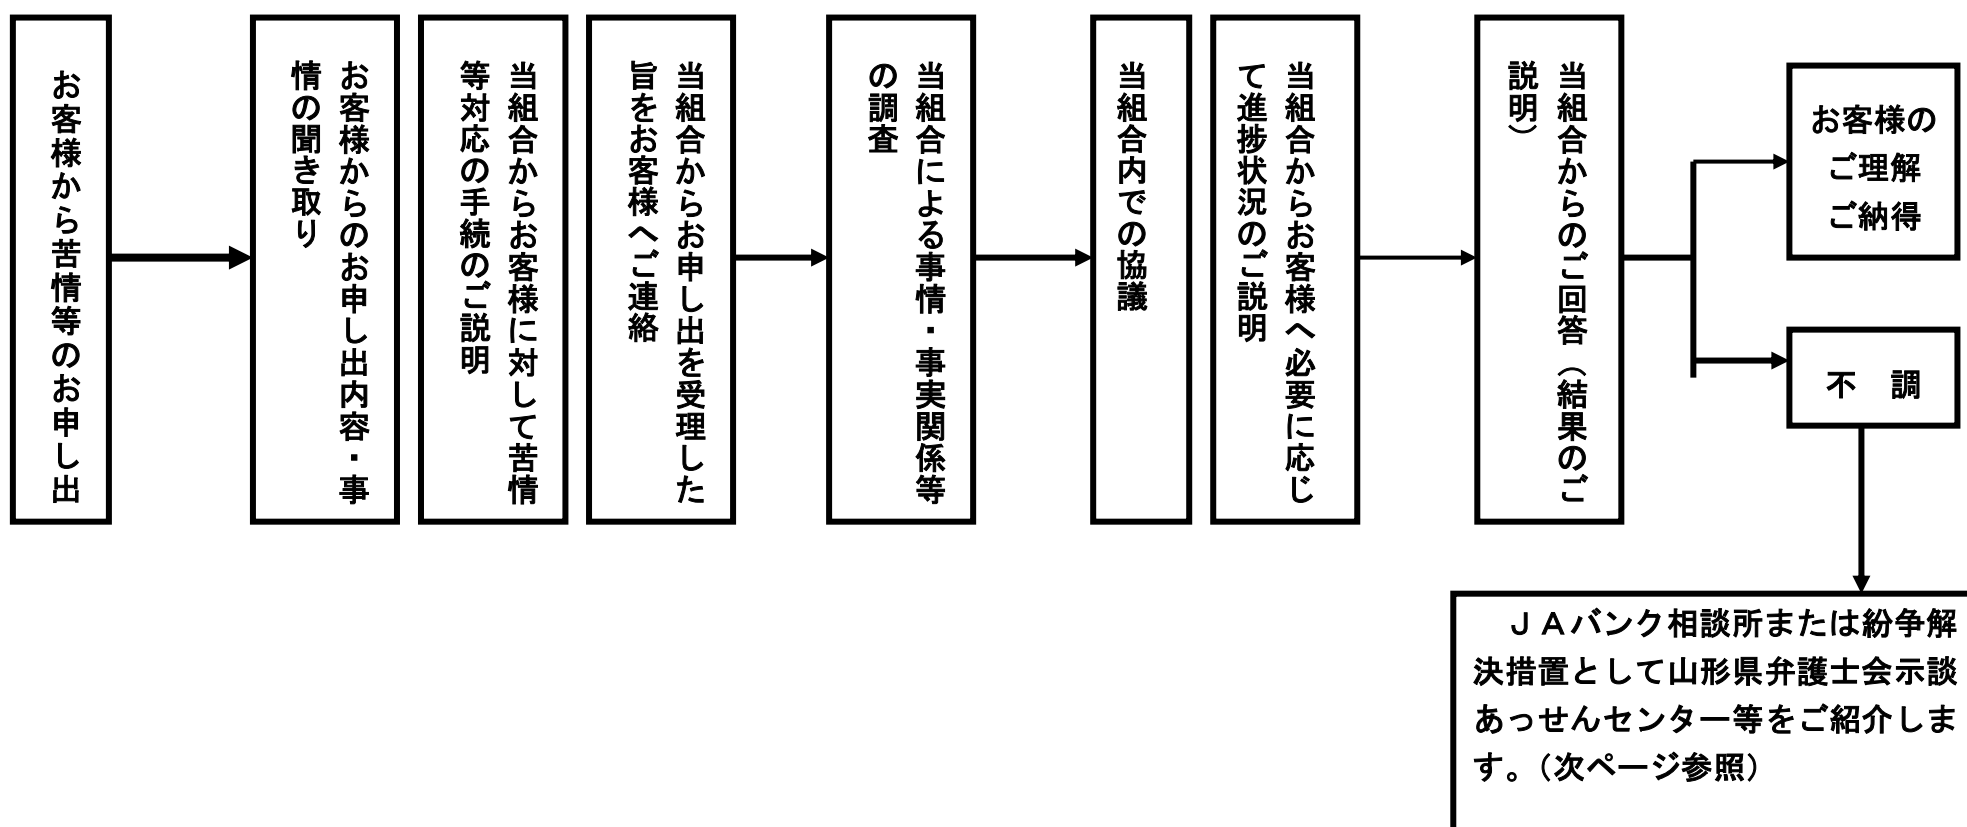 お客様から苦情等のお申し出
お客様からのお申し出内容・事
情の聞き取り
当組合からお客様に対して苦情
等対応の手続のご説明
当組合からお申し出を受理した
旨をお客様へご連絡
当組合による事情・事実関係等
の調査
当組合内での協議
当組合からお客様へ必要に応じ
て進捗状況のご説明
当組合からのご回答（結果のご
説明）
お客様の
ご理解
ご納得
不　調
ＪＡバンク相談所または紛争解
決措置として山形県弁護士会示談
あっせんセンター等をご紹介しま
す。（次ページ参照）